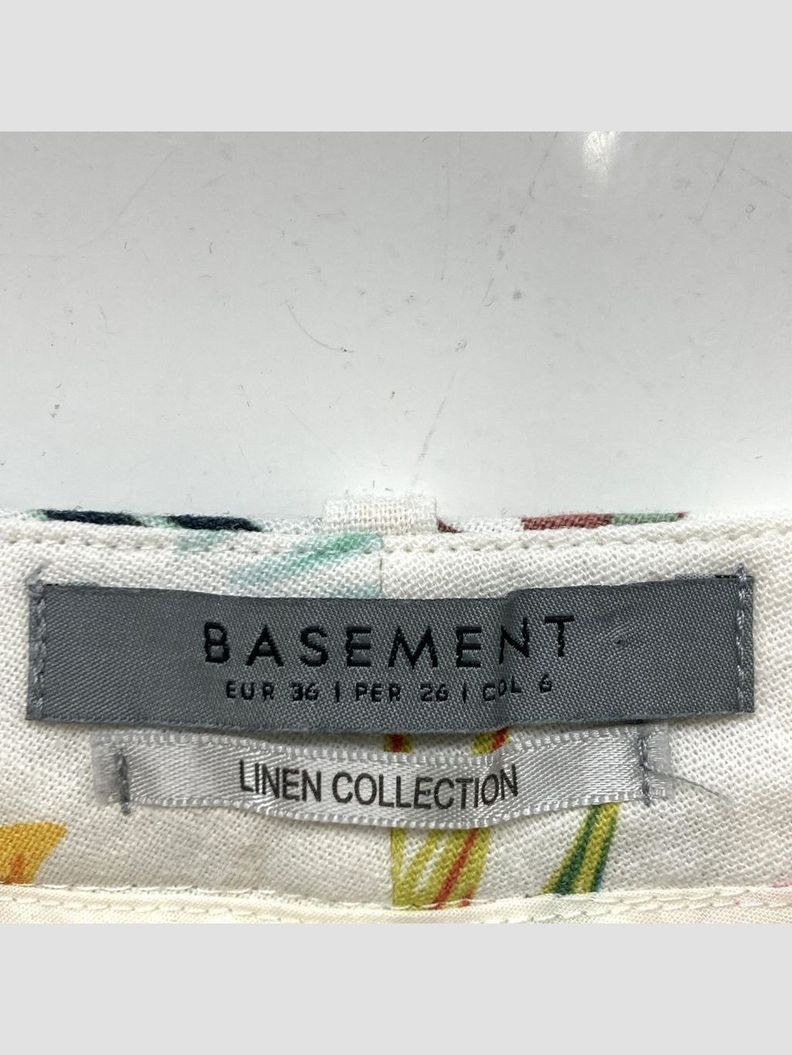 BASEMENT
EUR 36 | PER 26 | COL 6
LINEN COLLECTION